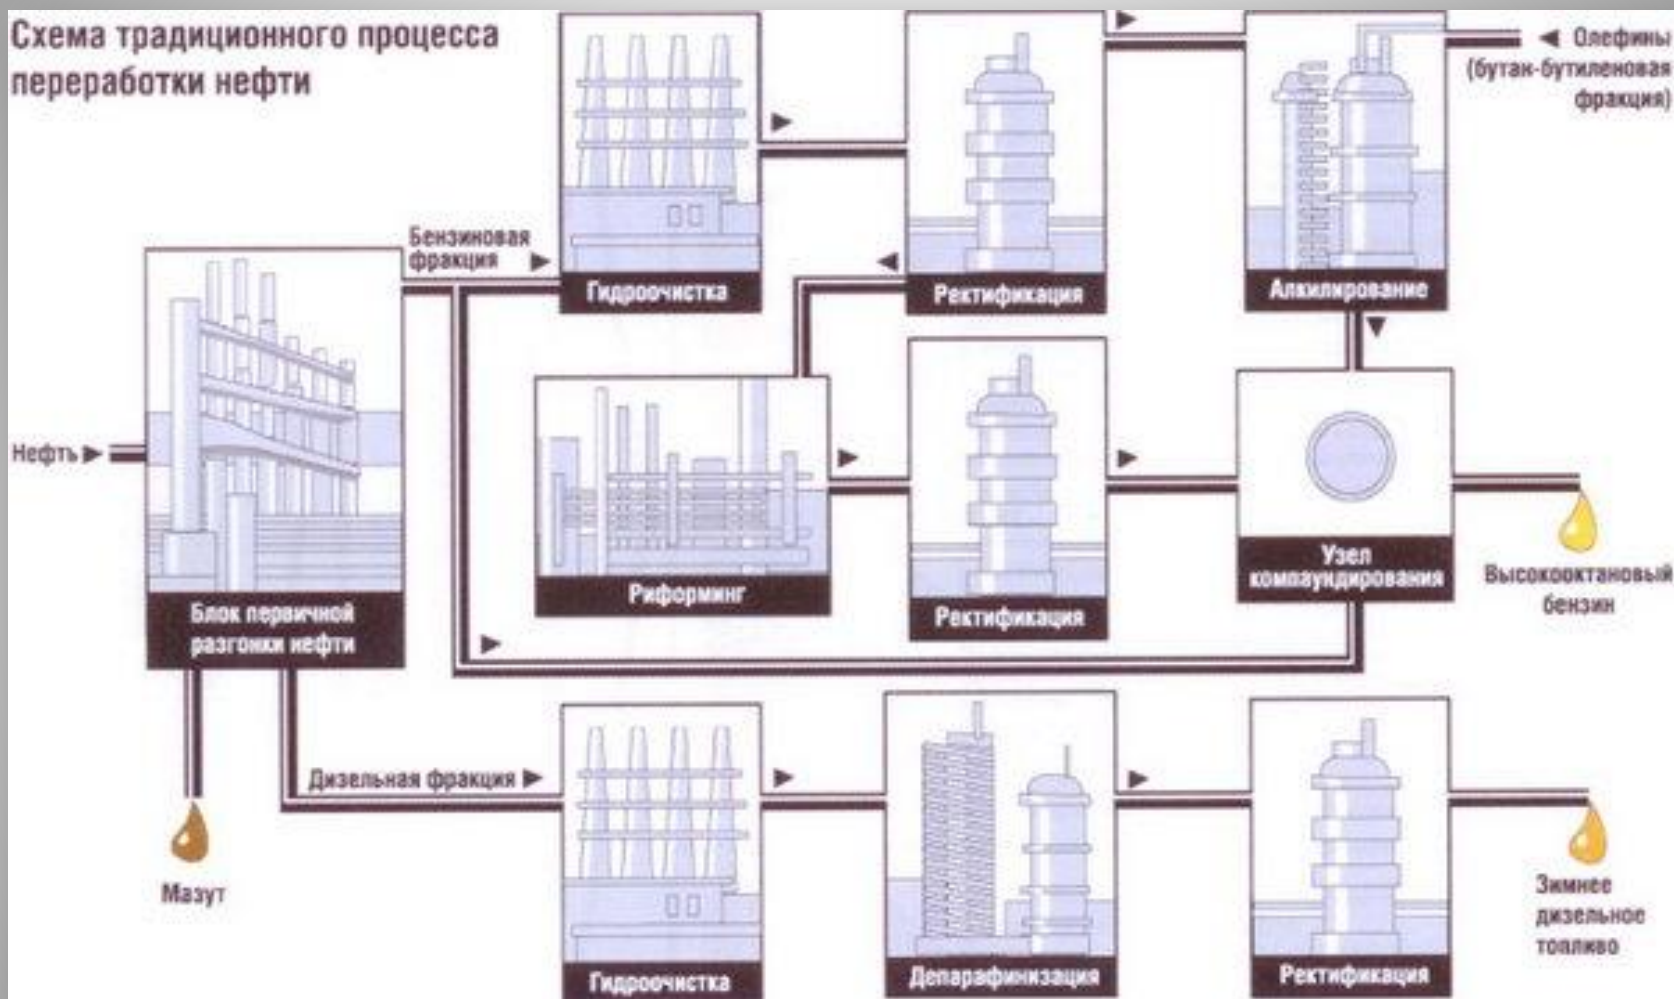 Схема традиционного процесса
переработки нефти
Олефины
(бутан-бутиленовая
фракция)
Бензиновая
фракция
Гидроочистка
Ректификация
Алкилирование
Нефть
Блок первичной
разгонки нефти
Риформинг
Ректификация
Узел
компаундирования
Высокооктановый
бензин
Дизельная фракция
Мазут
Гидроочистка
Депарафинизация
Ректификация
Зимнее
дизельное
топливо